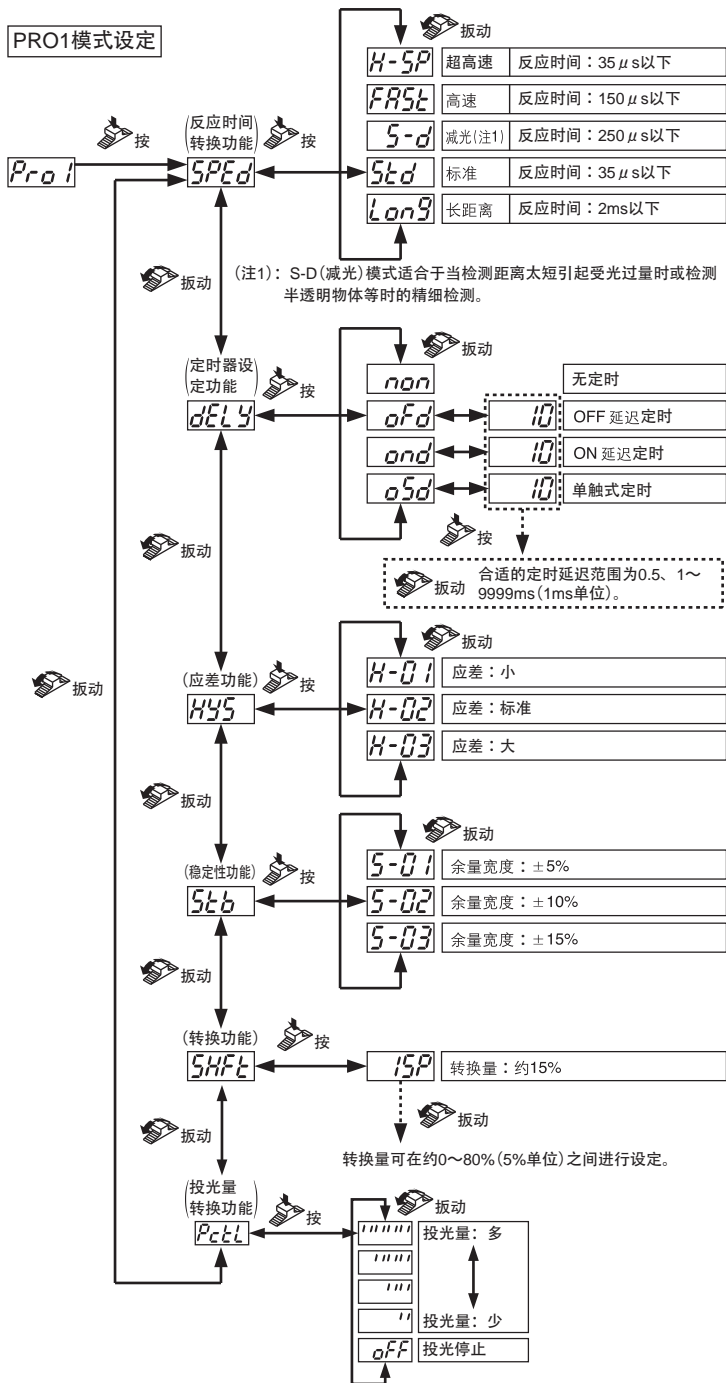 PRO1模式设定
扳动
H-SP 超高速 反应时间：35μs以下
按
(反应时间
转换功能)
按
FASt 高速 反应时间：150μs以下
S-d 减光(注1) 反应时间：250μs以下
Pro1
SPEd
Std 标准 反应时间：35μs以下
Long 长距离 反应时间：2ms以下
扳动
(注1)：S-D(减光)模式适合于当检测距离太短引起受光过量时或检测
半透明物体等时的精细检测。
(定时器设
定功能)
按
扳动
non 无定时
dELY
oFd 10 OFF 延迟定时
ond 10 ON 延迟定时
oSd 10 单触式定时
扳动
按
扳动
合适的定时延迟范围为0.5、1～
9999ms(1ms单位)。
扳动
扳动
(应差功能)
按
H-01 应差：小
HYS
H-02 应差：标准
H-03 应差：大
扳动
扳动
(稳定性功能)
按
S-01 余量宽度：±5%
Stb
S-02 余量宽度：±10%
S-03 余量宽度：±15%
扳动
(转换功能)
按
SHFt
15P 转换量：约15%
扳动
扳动
转换量可在约0～80%(5%单位)之间进行设定。
(投光量
转换功能)
按
扳动
PctL
投光量：多
投光量：少
oFF 投光停止